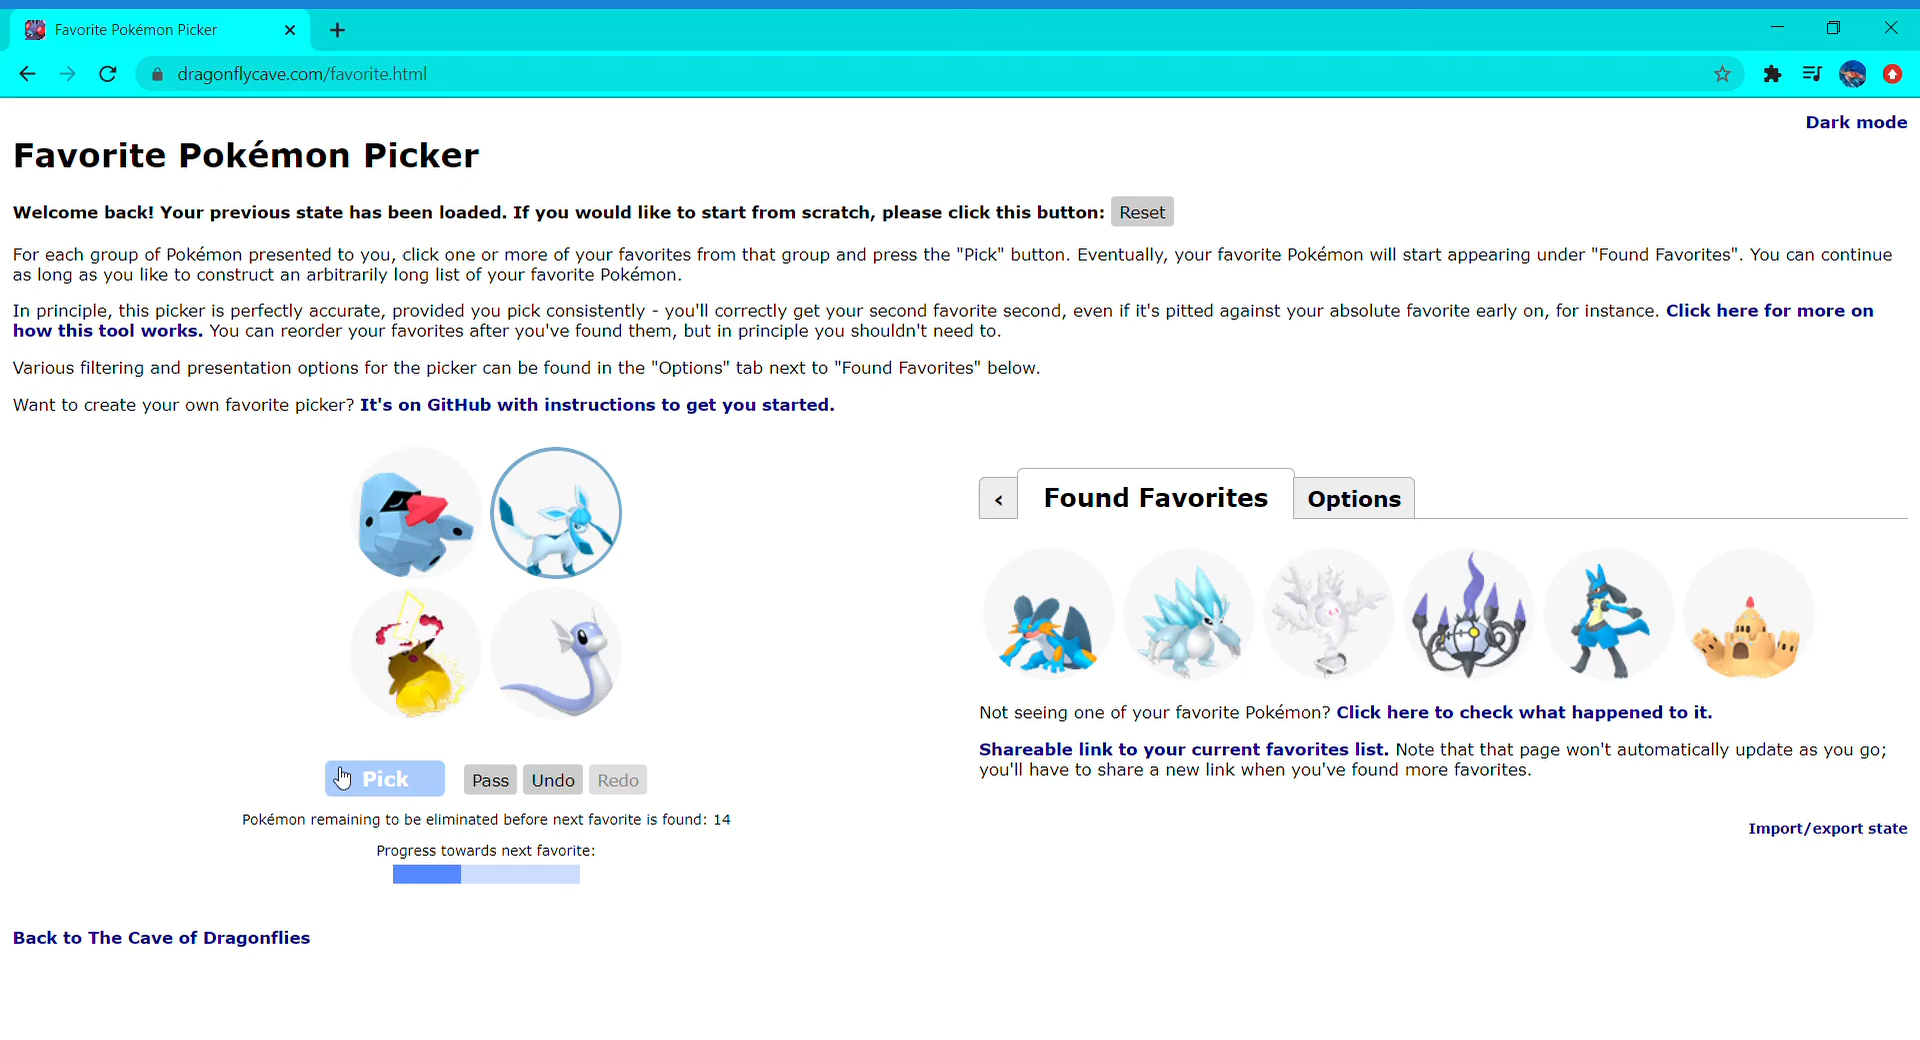 Favorite Pokémon Picker
dragonflycave.com/favorite.html
Dark mode
Favorite Pokémon Picker
Welcome back! Your previous state has been loaded. If you would like to start from scratch, please click this button: Reset
For each group of Pokémon presented to you, click one or more of your favorites from that group and press the "Pick" button. Eventually, your favorite Pokémon will start appearing under "Found Favorites". You can continue
as long as you like to construct an arbitrarily long list of your favorite Pokémon.
In principle, this picker is perfectly accurate, provided you pick consistently - you'll correctly get your second favorite second, even if it's pitted against your absolute favorite early on, for instance. Click here for more on
how this tool works. You can reorder your favorites after you've found them, but in principle you shouldn't need to.
Various filtering and presentation options for the picker can be found in the "Options" tab next to "Found Favorites" below.
Want to create your own favorite picker? It's on GitHub with instructions to get you started.
< Found Favorites Options
Not seeing one of your favorite Pokémon? Click here to check what happened to it.
Shareable link to your current favorites list. Note that that page won't automatically update as you go;
you'll have to share a new link when you've found more favorites.
Pick Pass Undo Redo
Pokémon remaining to be eliminated before next favorite is found: 14
Import/export state
Progress towards next favorite:
Back to The Cave of Dragonflies